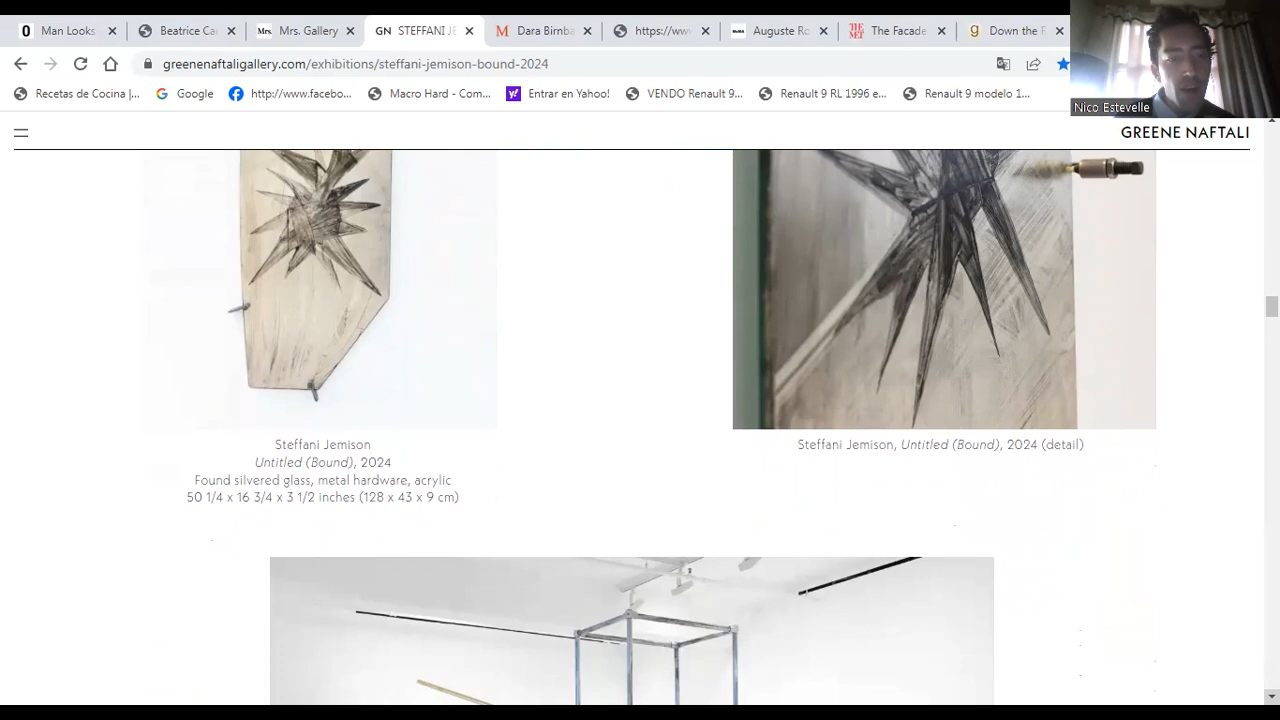 Man Looks
Beatrice Ca
Mrs. Mrs. Gallery
GN STEFFANI JE
Dara Birnba
https://ww
Auguste Ro
THE MET The Facade
Down the R
greenenaftaligallery.com/exhibitions/steffani-jemison-bound-2024
Recetas de Cocina |...
Google
http://www.facebo...
Macro Hard - Com...
Entrar en Yahoo!
VENDO Renault 9...
Renault 9 RL 1996 e...
Renault 9 modelo 1...
Nico Estevelle
GREENE NAFTALI
Steffani Jemison
Untitled (Bound), 2024
Found silvered glass, metal hardware, acrylic
50 1/4 x 16 3/4 x 3 1/2 inches (128 x 43 x 9 cm)
Steffani Jemison, Untitled (Bound), 2024 (detail)